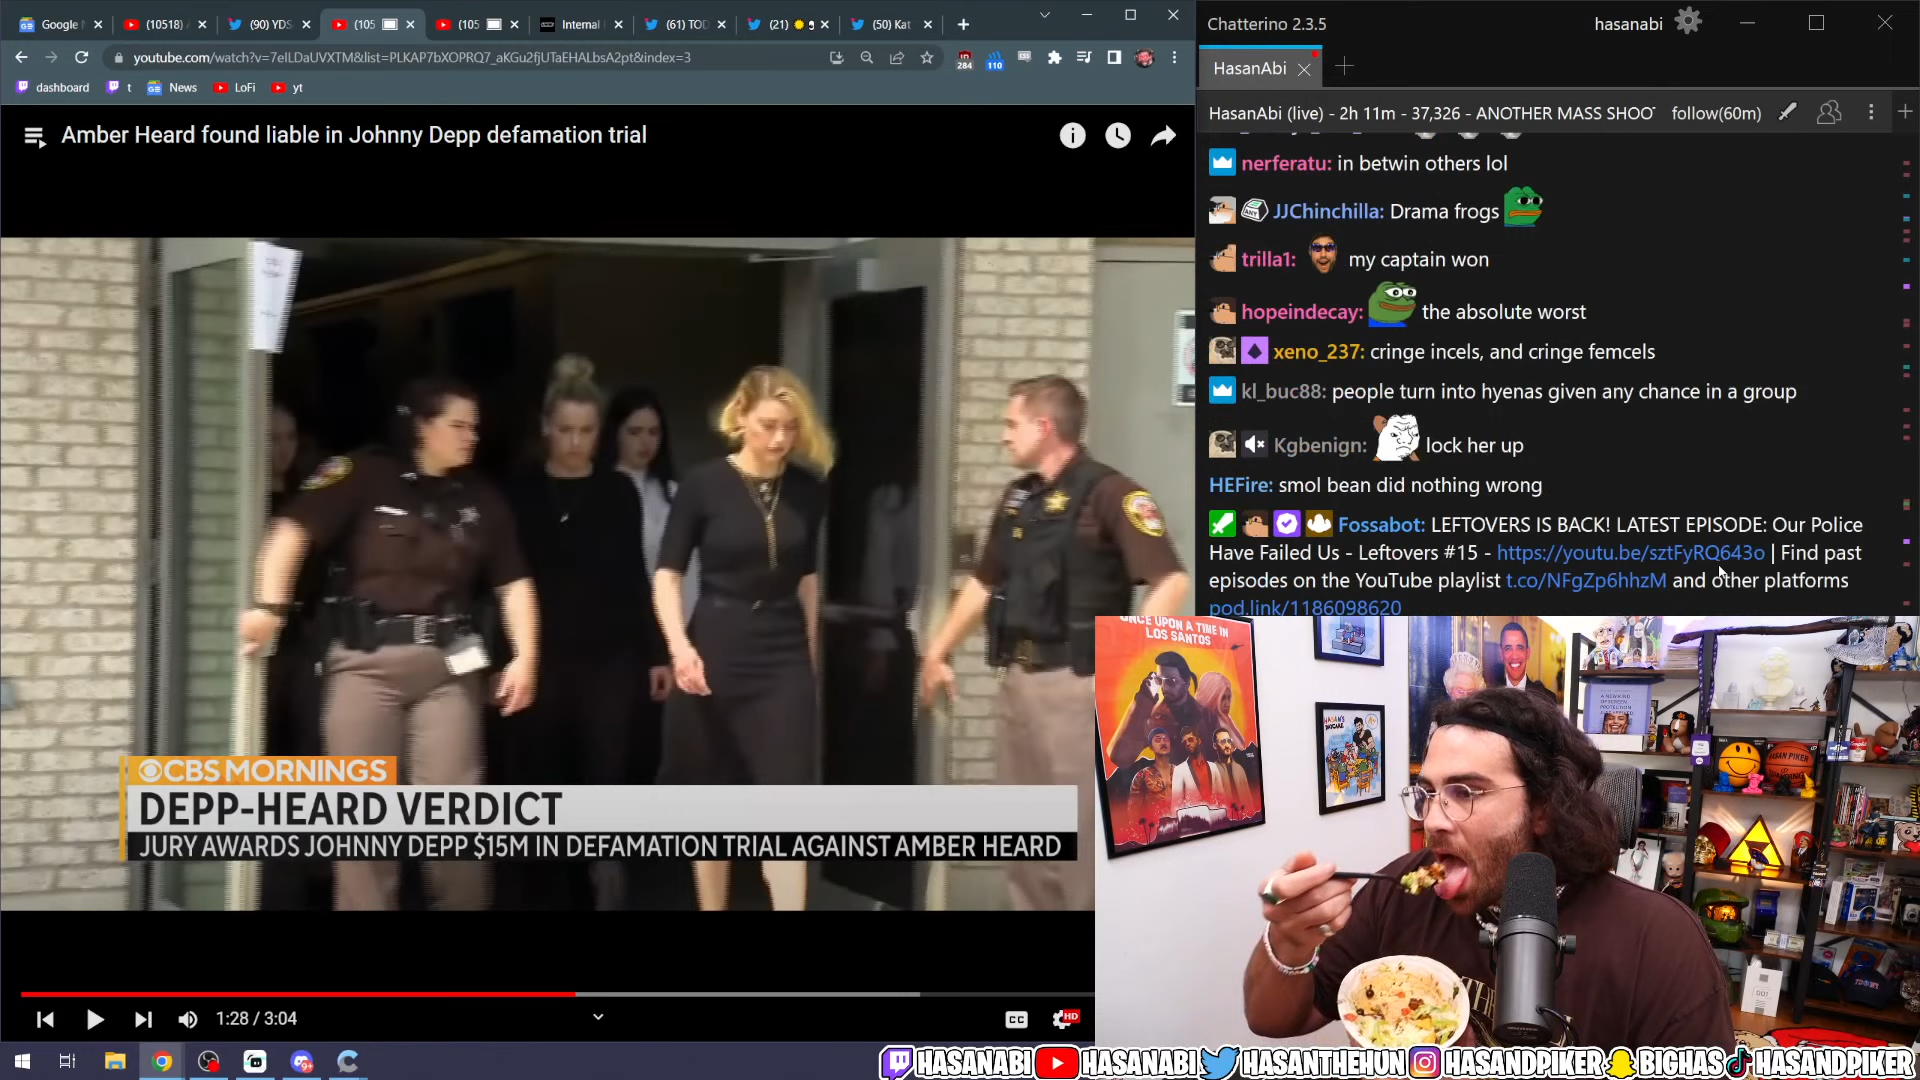 Google
(10518)
(90) YDS
(105
(105
Internal
(61) TOD
(21)
(50) Kat
youtube.com/watch?v=7elLDaUVXTM&list=PLKAP7bXOPRQ7_aKGu2fjUTaEHALbsA2pt&index=3
284
110
dashboard
t
News
LoFi
yt
Amber Heard found liable in Johnny Depp defamation trial
CBS MORNINGS
DEPP-HEARD VERDICT
JURY AWARDS JOHNNY DEPP $15M IN DEFAMATION TRIAL AGAINST AMBER HEARD
1:28 / 3:04
CC
HD
Chatterino 2.3.5
hasanabi
HasanAbi
HasanAbi (live) - 2h 11m - 37,326 - ANOTHER MASS SHOO
follow(60m)
nerferatu: in betwin others lol
JJChinchilla: Drama frogs
trilla1: my captain won
hopeindecay: the absolute worst
xeno_237: cringe incels, and cringe femcels
kl_buc88: people turn into hyenas given any chance in a group
Kgbenign: lock her up
HEFire: smol bean did nothing wrong
Fossabot: LEFTOVERS IS BACK! LATEST EPISODE: Our Police
Have Failed Us - Leftovers #15 - https://youtu.be/sztFyRQ643o | Find past
episodes on the YouTube playlist t.co/NFgZp6hhzM and other platforms
pod.link/1186098620
ONCE UPON A TIME IN
LOS SANTOS
HASANABI
HASANABI
HASANTHEHUN
HASANDPIKER
BIGHAS
HASANDPIKER